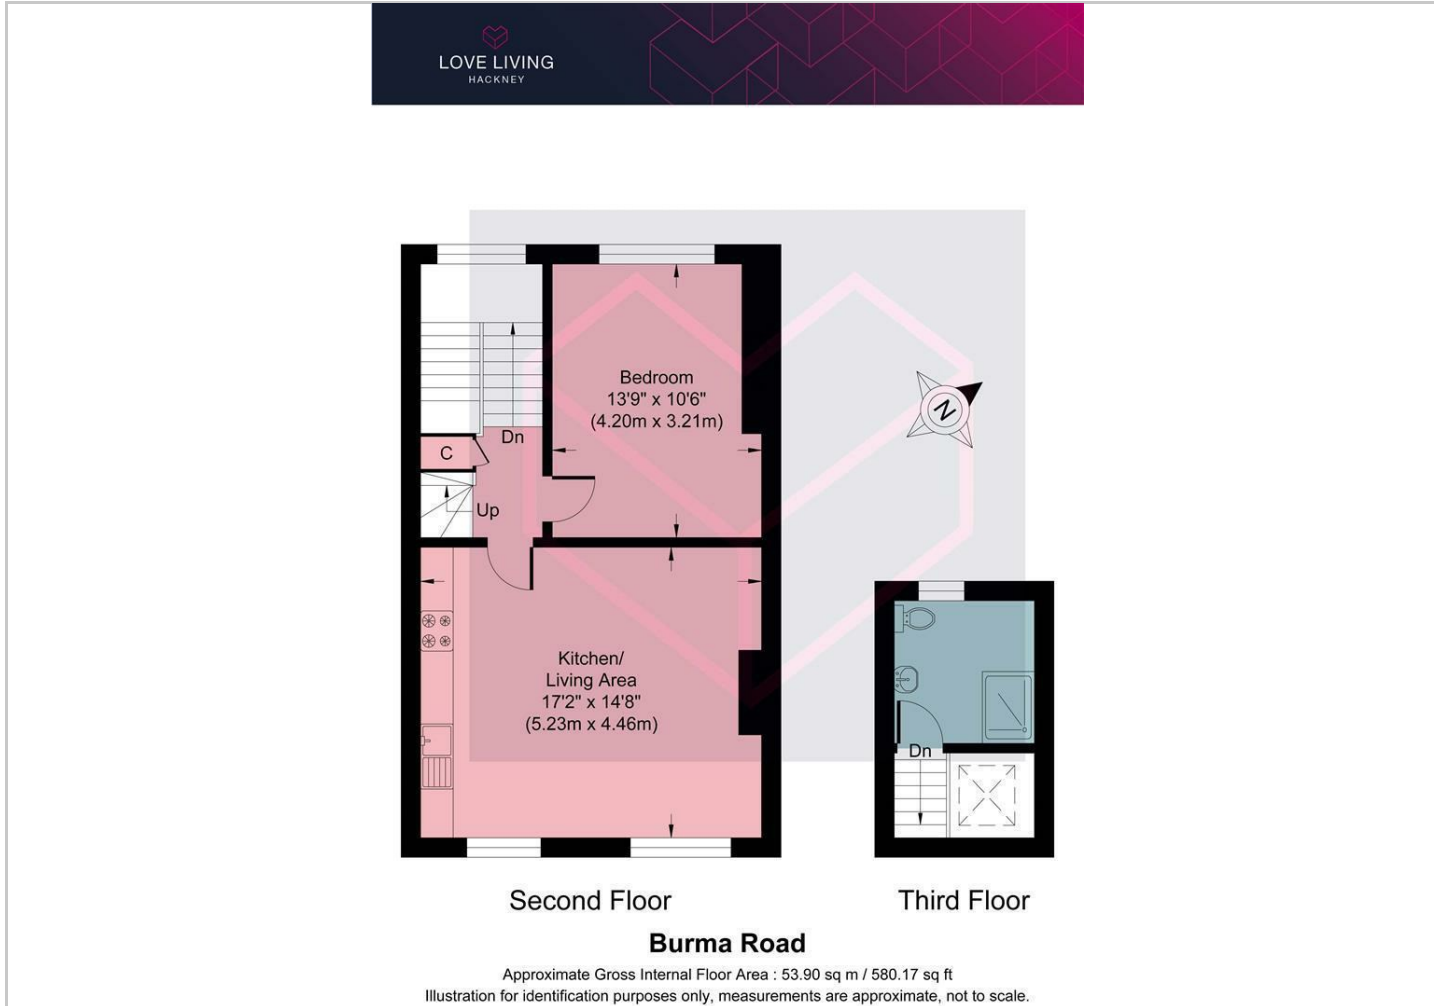 LOVE LIVING
HACKNEY
Bedroom
13'9" x 10'6"
(4.20m x 3.21m)
N
Dn
C
Up
Kitchen/
Living Area
17'2" x 14'8"
(5.23m x 4.46m)
Dn
Second Floor
Third Floor
Burma Road
Approximate Gross Internal Floor Area : 53.90 sq m / 580.17 sq ft
Illustration for identification purposes only, measurements are approximate, not to scale.